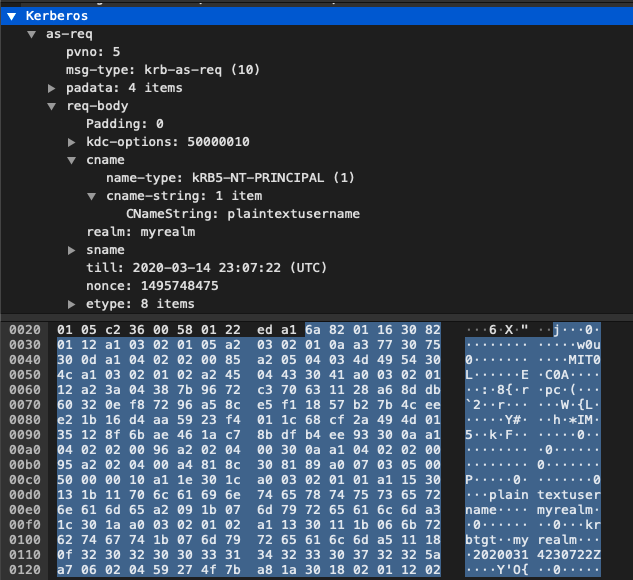 Kerberos
as-req
pvno: 5
msg-type: krb-as-req (10)
padata: 4 items
req-body
Padding: 0
kdc-options: 50000010
cname
name-type: kRB5-NT-PRINCIPAL (1)
cname-string: 1 item
CNameString: plaintextusername
realm: myrealm
sname
till: 2020-03-14 23:07:22 (UTC)
nonce: 1495748475
etype: 8 items
0020 01 05 c2 36 00 58 01 22 ed a1 6a 82 01 16 30 82 ···6·X·" ··j···0·
0030 01 12 a1 03 02 01 05 a2 03 02 01 0a a3 77 30 75 ········ ·····w0u
0040 30 0d a1 04 02 02 00 85 a2 05 04 03 4d 49 54 30 0······· ····MIT0
0050 4c a1 03 02 01 02 a2 45 04 43 30 41 a0 03 02 01 L······E ·C0A····
0060 12 a2 3a 04 38 7b 96 72 c3 70 63 11 28 a6 8d db ··:·8{·r ·pc·(···
0070 60 32 0e f8 72 96 a5 8c e5 f1 18 57 b2 7b 4c ee `2··r··· ···W·{L·
0080 e2 1b 16 d4 aa 59 23 f4 01 1c 68 cf 2a 49 4d 01 ·····Y#· ··h·*IM·
0090 35 12 8f 6b ae 46 1a c7 8b df b4 ee 93 30 0a a1 5··k·F·· ·····0··
00a0 04 02 02 00 96 a2 02 04 00 30 0a a1 04 02 02 00 ········ ·0······
00b0 95 a2 02 04 00 a4 81 8c 30 81 89 a0 07 03 05 00 ········ 0·······
00c0 50 00 00 10 a1 1e 30 1c a0 03 02 01 01 a1 15 30 P·····0· ·······0
00d0 13 1b 11 70 6c 61 69 6e 74 65 78 74 75 73 65 72 ···plain textuser
00e0 6e 61 6d 65 a2 09 1b 07 6d 79 72 65 61 6c 6d a3 name···· myrealm·
00f0 1c 30 1a a0 03 02 01 02 a1 13 30 11 1b 06 6b 72 ·0······ ··0···kr
0100 62 74 67 74 1b 07 6d 79 72 65 61 6c 6d a5 11 18 btgt··my realm···
0110 0f 32 30 32 30 30 33 31 34 32 33 30 37 32 32 5a ·2020031 4230722Z
0120 a7 06 02 04 59 27 4f 7b a8 1a 30 18 02 01 12 02 ····Y'O{ ··0·····